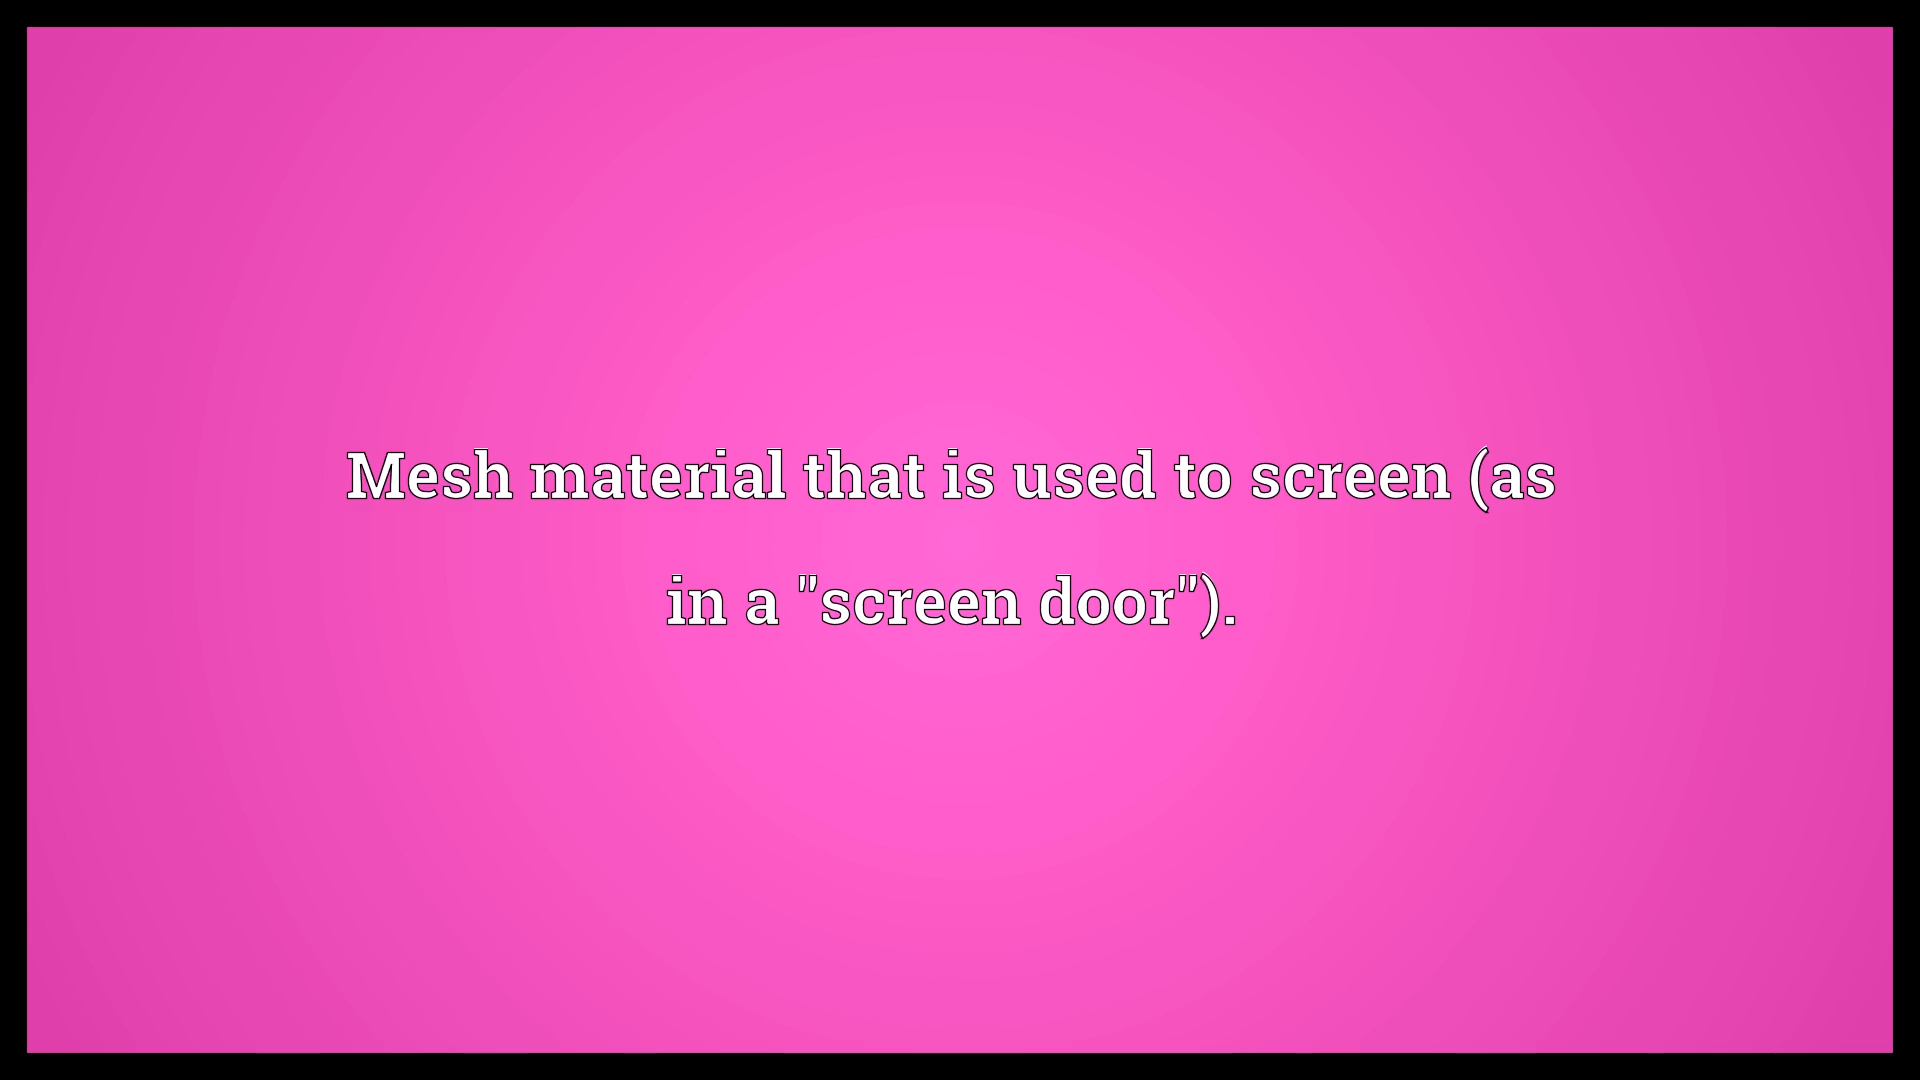 Mesh material that is used to screen (as
in a "screen door").